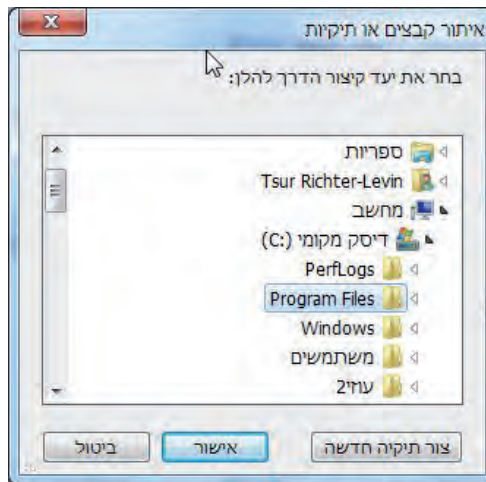 איתור קבצים או תיקיות
בחר את יעד קיצור הדרך להלן:
ספריות
Tsur Richter-Levin
מחשב
דיסק מקומי (C:)
PerfLogs
Program Files
Windows
משתמשים
עוזי2
צור תיקיה חדשה
אישור
ביטול